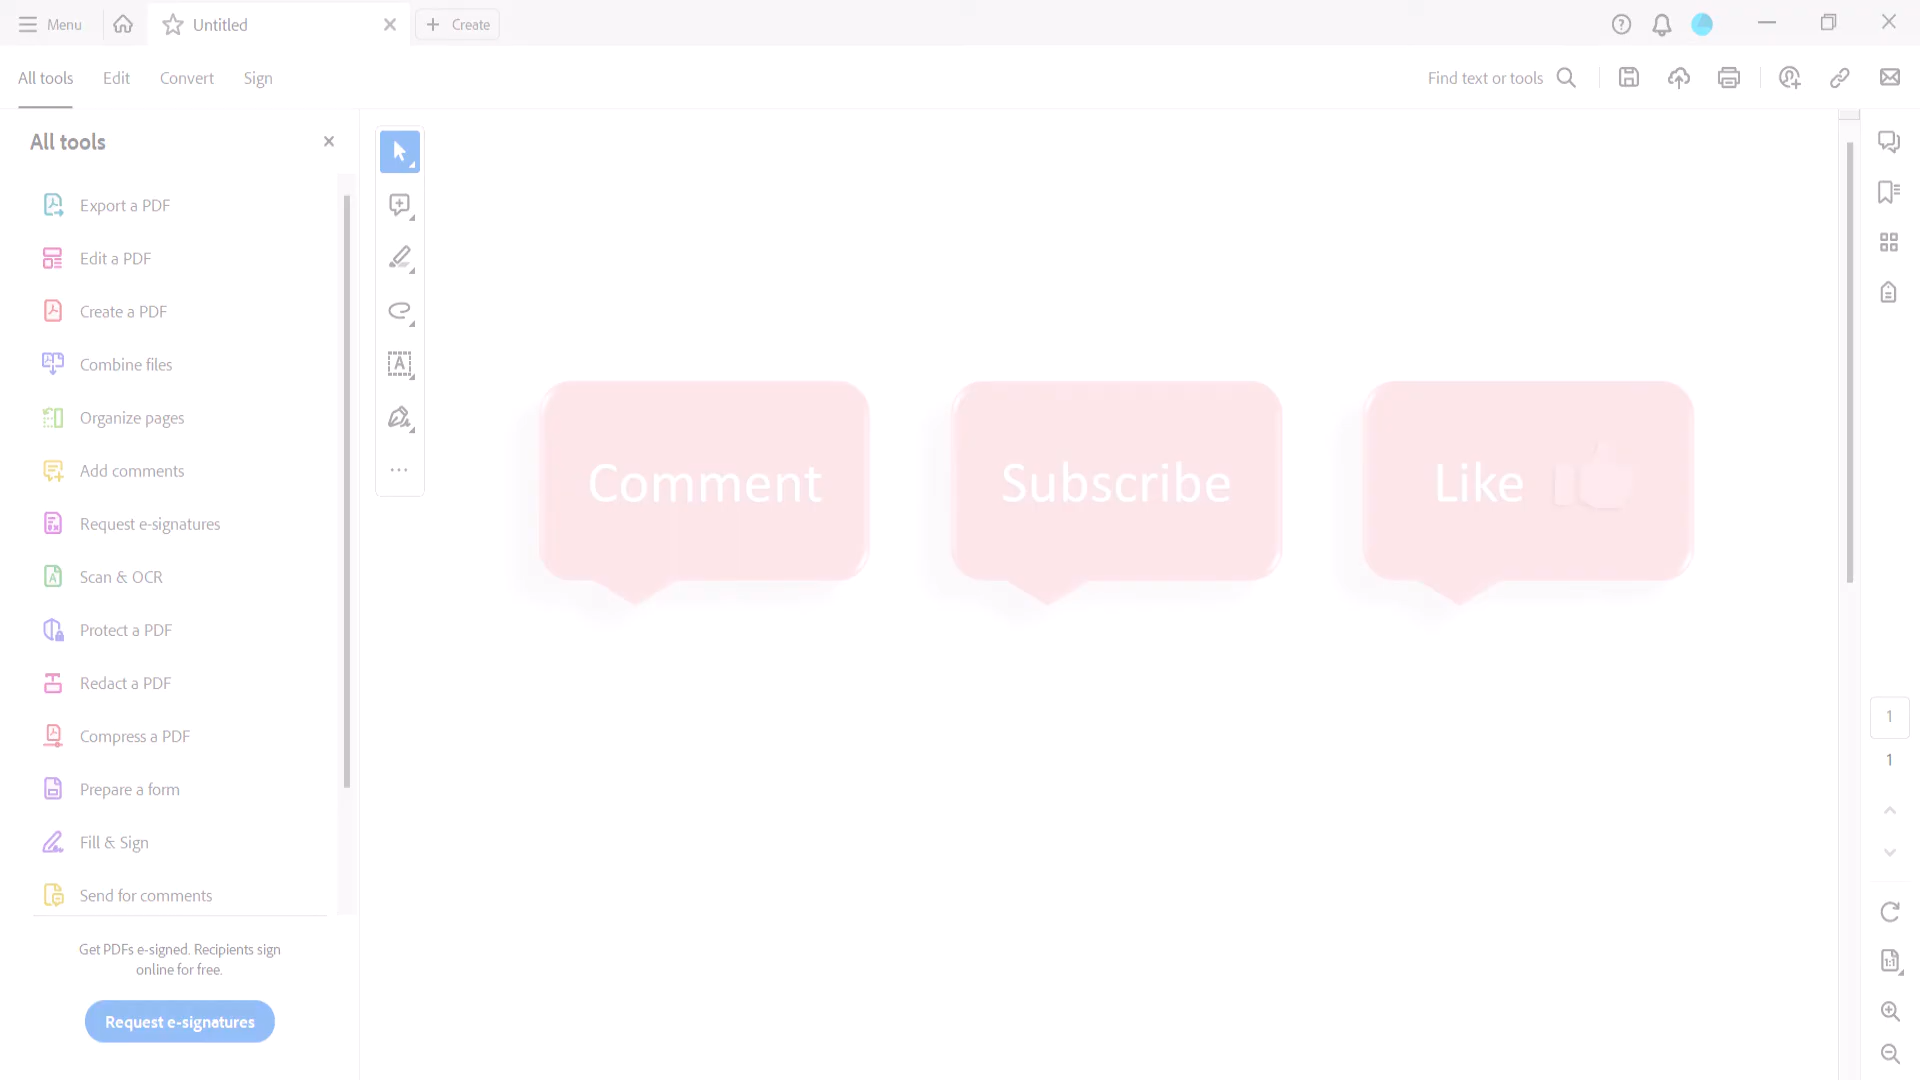 Menu
Untitled
Create
All tools
Edit
Convert
Sign
Find text or tools
All tools
Export a PDF
Edit a PDF
Create a PDF
Combine files
Organize pages
Add comments
Request e-signatures
Scan & OCR
Protect a PDF
Redact a PDF
Compress a PDF
Prepare a form
Fill & Sign
Send for comments
Get PDFs e-signed. Recipients sign
online for free.
Request e-signatures
Comment
Subscribe
Like
1
1